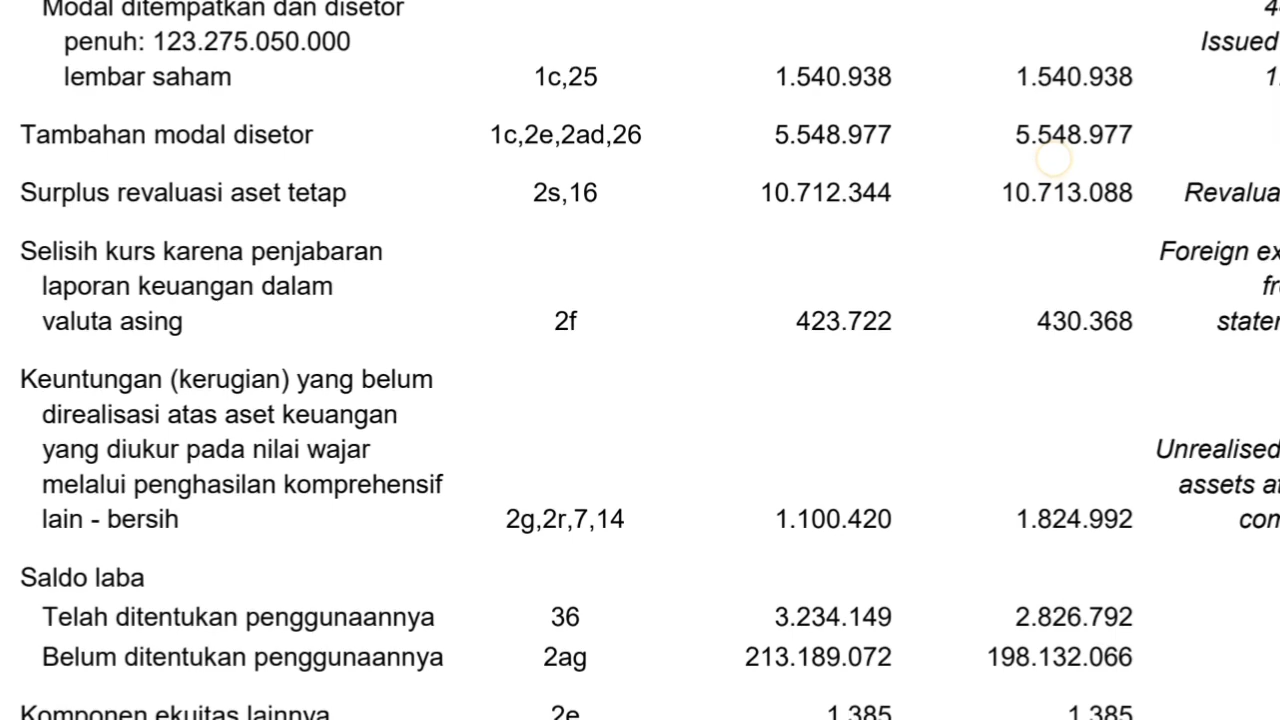 Modal ditempatkan dan disetor
penuh: 123.275.050.000 Issued
lembar saham 1c,25 1.540.938 1.540.938
Tambahan modal disetor 1c,2e,2ad,26 5.548.977 5.548.977
Surplus revaluasi aset tetap 2s,16 10.712.344 10.713.088
Selisih kurs karena penjabaran Foreign
laporan keuangan dalam
valuta asing 2f 423.722 430.368
Keuntungan (kerugian) yang belum
direalisasi atas aset keuangan
yang diukur pada nilai wajar Unrealised
melalui penghasilan komprehensif assets
lain - bersih 2g,2r,7,14 1.100.420 1.824.992
Saldo laba
Telah ditentukan penggunaannya 36 3.234.149 2.826.792
Belum ditentukan penggunaannya 2ag 213.189.072 198.132.066
Komponen ekuitas lainnya 2e 1.385 1.385